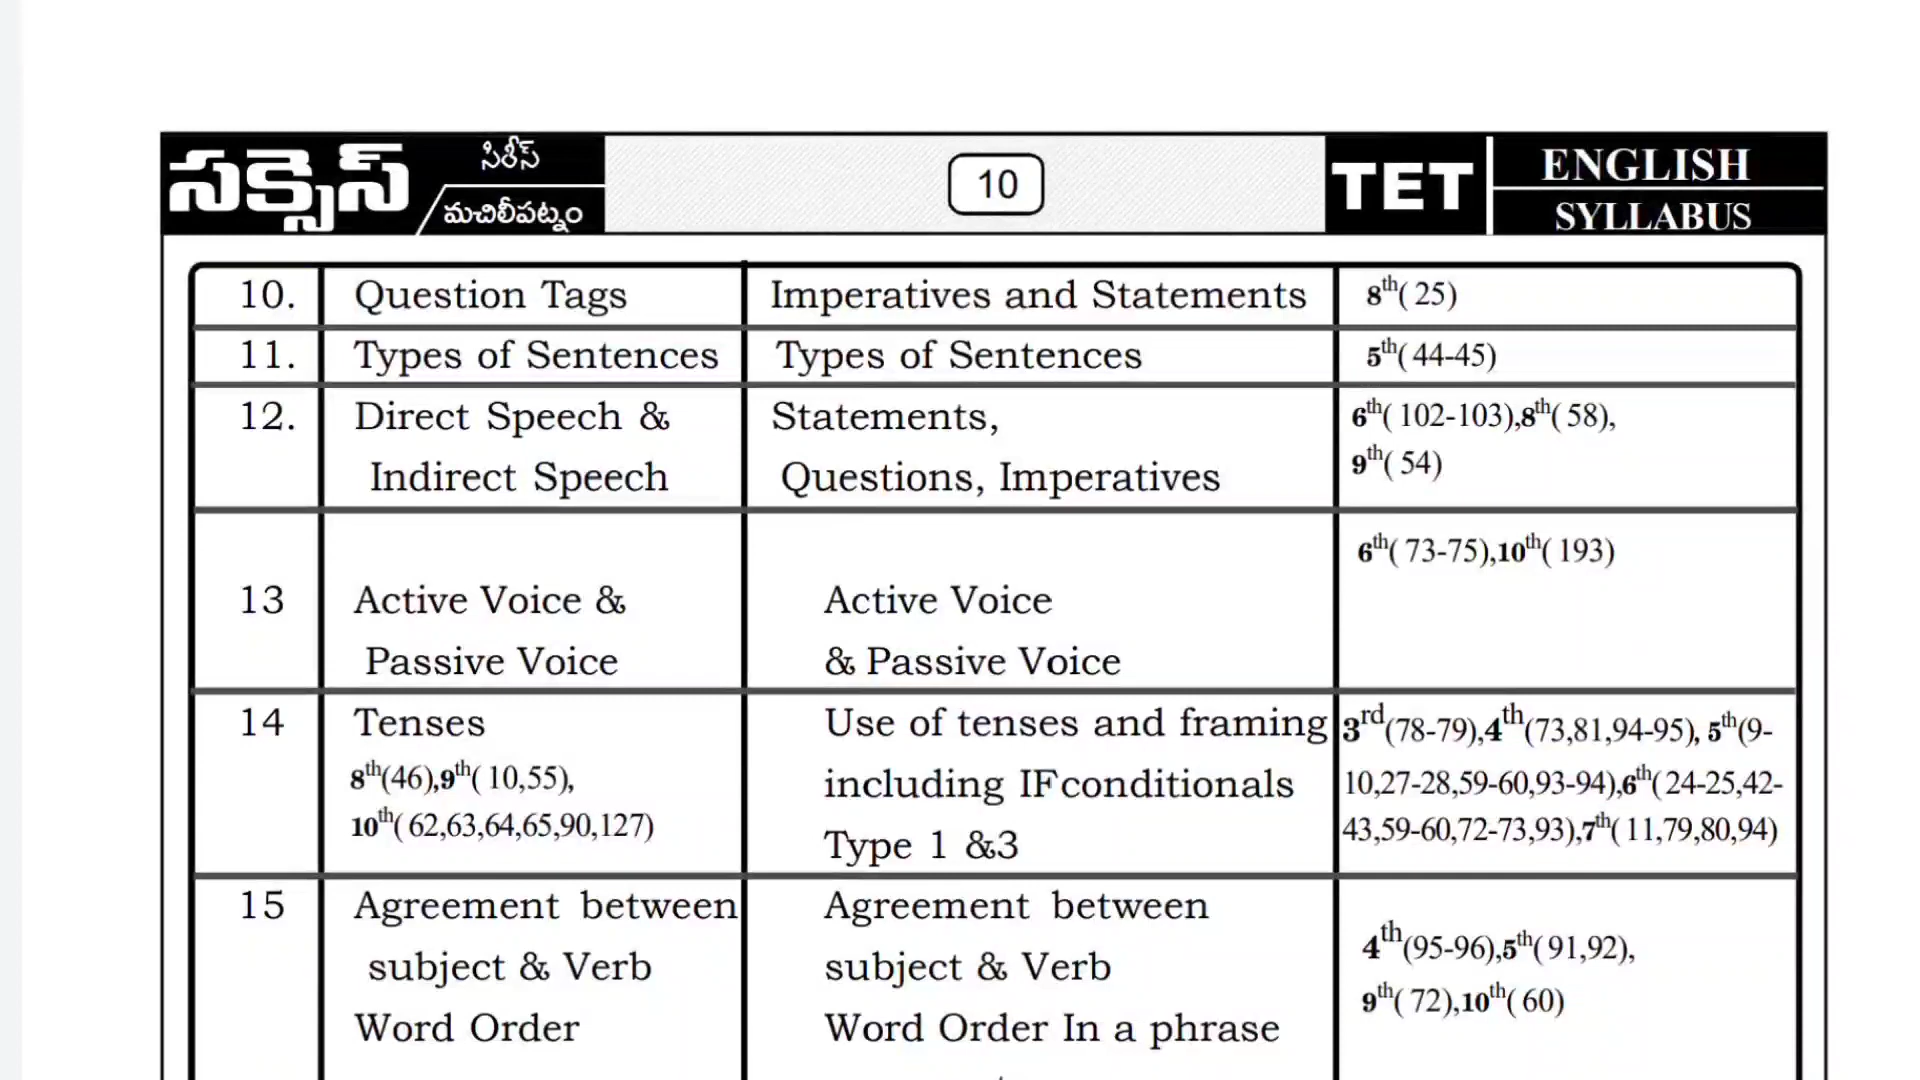 సక్సెస్ సిరీస్ మచిలీపట్నం
10
TET ENGLISH SYLLABUS
10. Question Tags Imperatives and Statements 8th( 25)
11. Types of Sentences Types of Sentences 5th( 44-45)
12. Direct Speech & Statements, 6th( 102-103),8th( 58),
Indirect Speech Questions, Imperatives 9th( 54)
6th( 73-75),10th( 193)
13 Active Voice & Active Voice
Passive Voice & Passive Voice
14 Tenses Use of tenses and framing 3rd(78-79),4th(73,81,94-95), 5th(9-
8th(46),9th( 10,55), including IFconditionals 10,27-28,59-60,93-94),6th( 24-25,42-
10th( 62,63,64,65,90,127) Type 1 &3 43,59-60,72-73,93),7th( 11,79,80,94)
15 Agreement between Agreement between 4th(95-96),5th( 91,92),
subject & Verb subject & Verb 9th( 72),10th( 60)
Word Order Word Order In a phrase